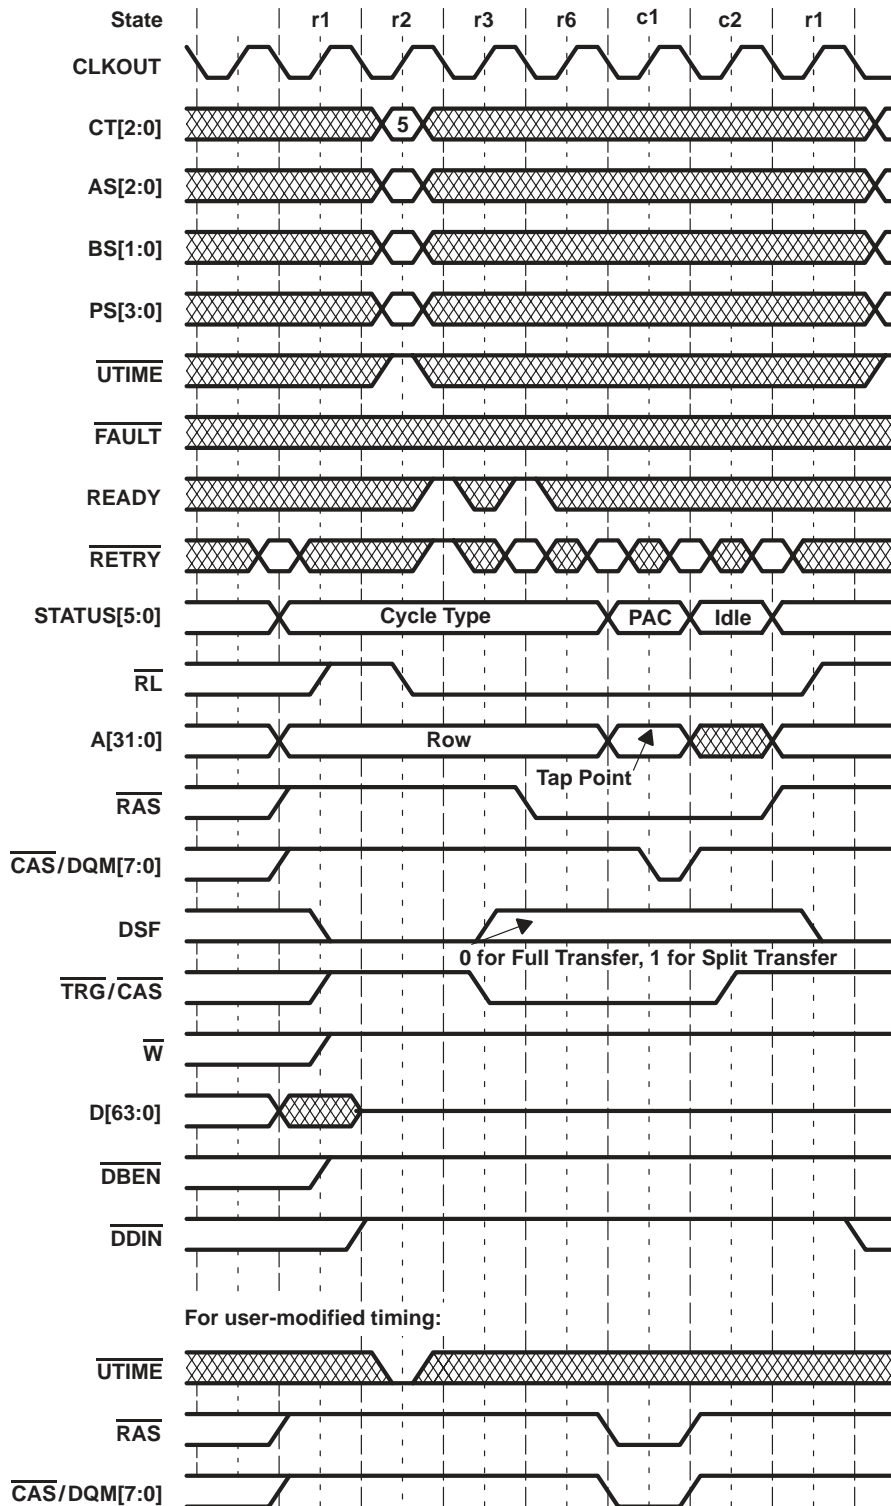 State r1 r2 r3 r6 c1 c2 r1
CLKOUT
CT[2:0] 5
AS[2:0]
BS[1:0]
PS[3:0]
UTIME
FAULT
READY
RETRY
STATUS[5:0] Cycle Type PAC Idle
RL
A[31:0] Row
Tap Point
RAS
CAS/DQM[7:0]
DSF
0 for Full Transfer, 1 for Split Transfer
TRG/CAS
W
D[63:0]
DBEN
DDIN
For user-modified timing:
UTIME
RAS
CAS/DQM[7:0]